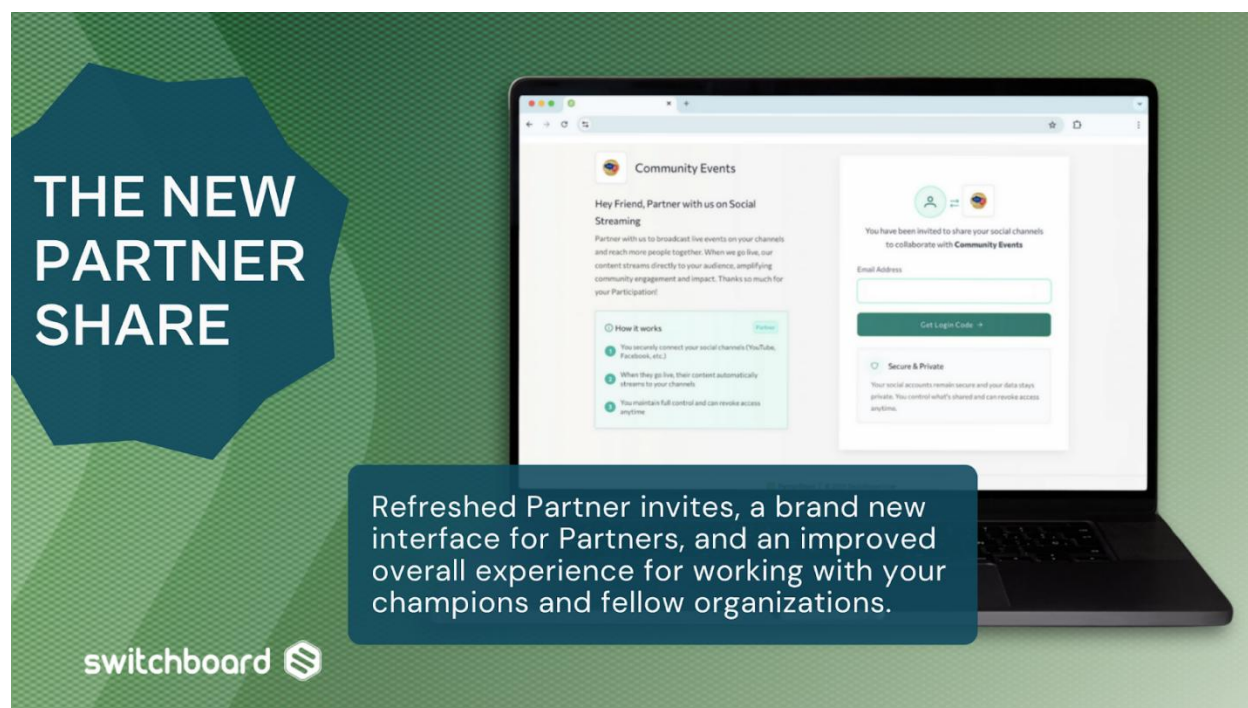 THE NEW
PARTNER
SHARE
Community Events
Hey Friend, Partner with us on Social
Streaming
Partner with us to broadcast live events on your channels
and reach more people together. When we go live, our
content streams directly to your audience, amplifying
community engagement and impact. Thanks so much for
your Participation!
How it works
Partner
1
You securely connect your social channels (YouTube,
Facebook, etc.)
2
When they go live, their content automatically
streams to your channels
3
You maintain full control and can revoke access
anytime
You have been invited to share your social channels
to collaborate with Community Events
Email Address
Get Login Code →
Secure & Private
Your social accounts remain secure and your data stays
private. You control what's shared and can revoke access
anytime.
Refreshed Partner invites, a brand new
interface for Partners, and an improved
overall experience for working with your
champions and fellow organizations.
switchboard